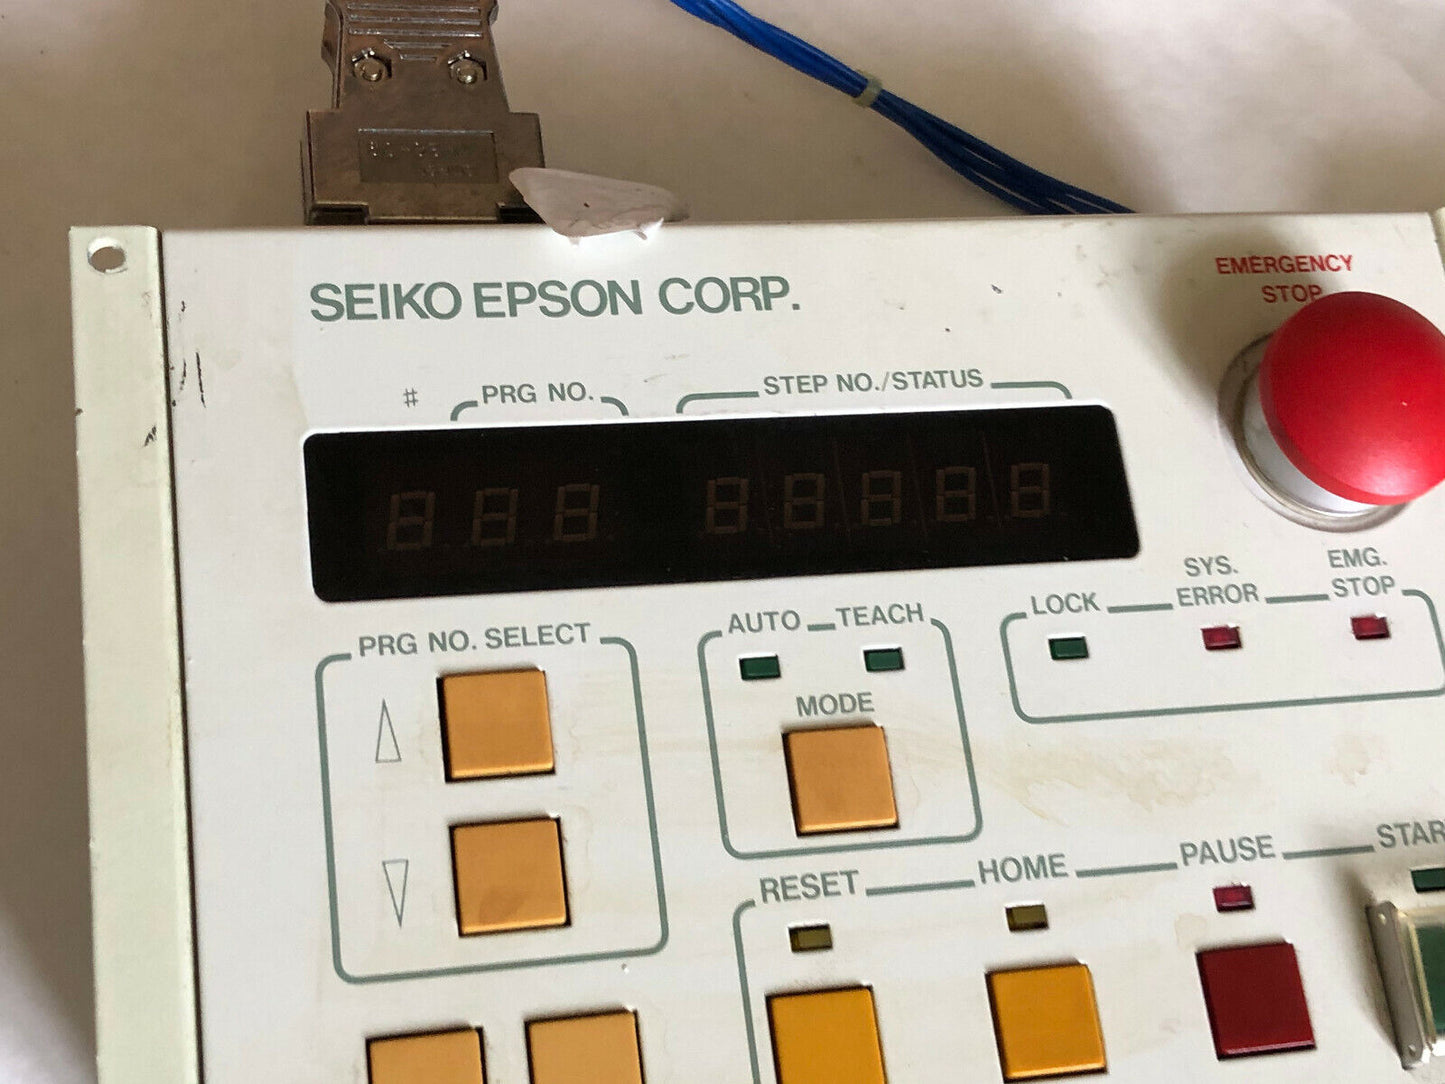 SEIKO EPSON CORP.
EMERGENCY
STOP
# PRG NO. STEP NO./STATUS
LOCK SYS. ERROR EMG. STOP
PRG NO. SELECT
AUTO TEACH
MODE
RESET HOME PAUSE STAR